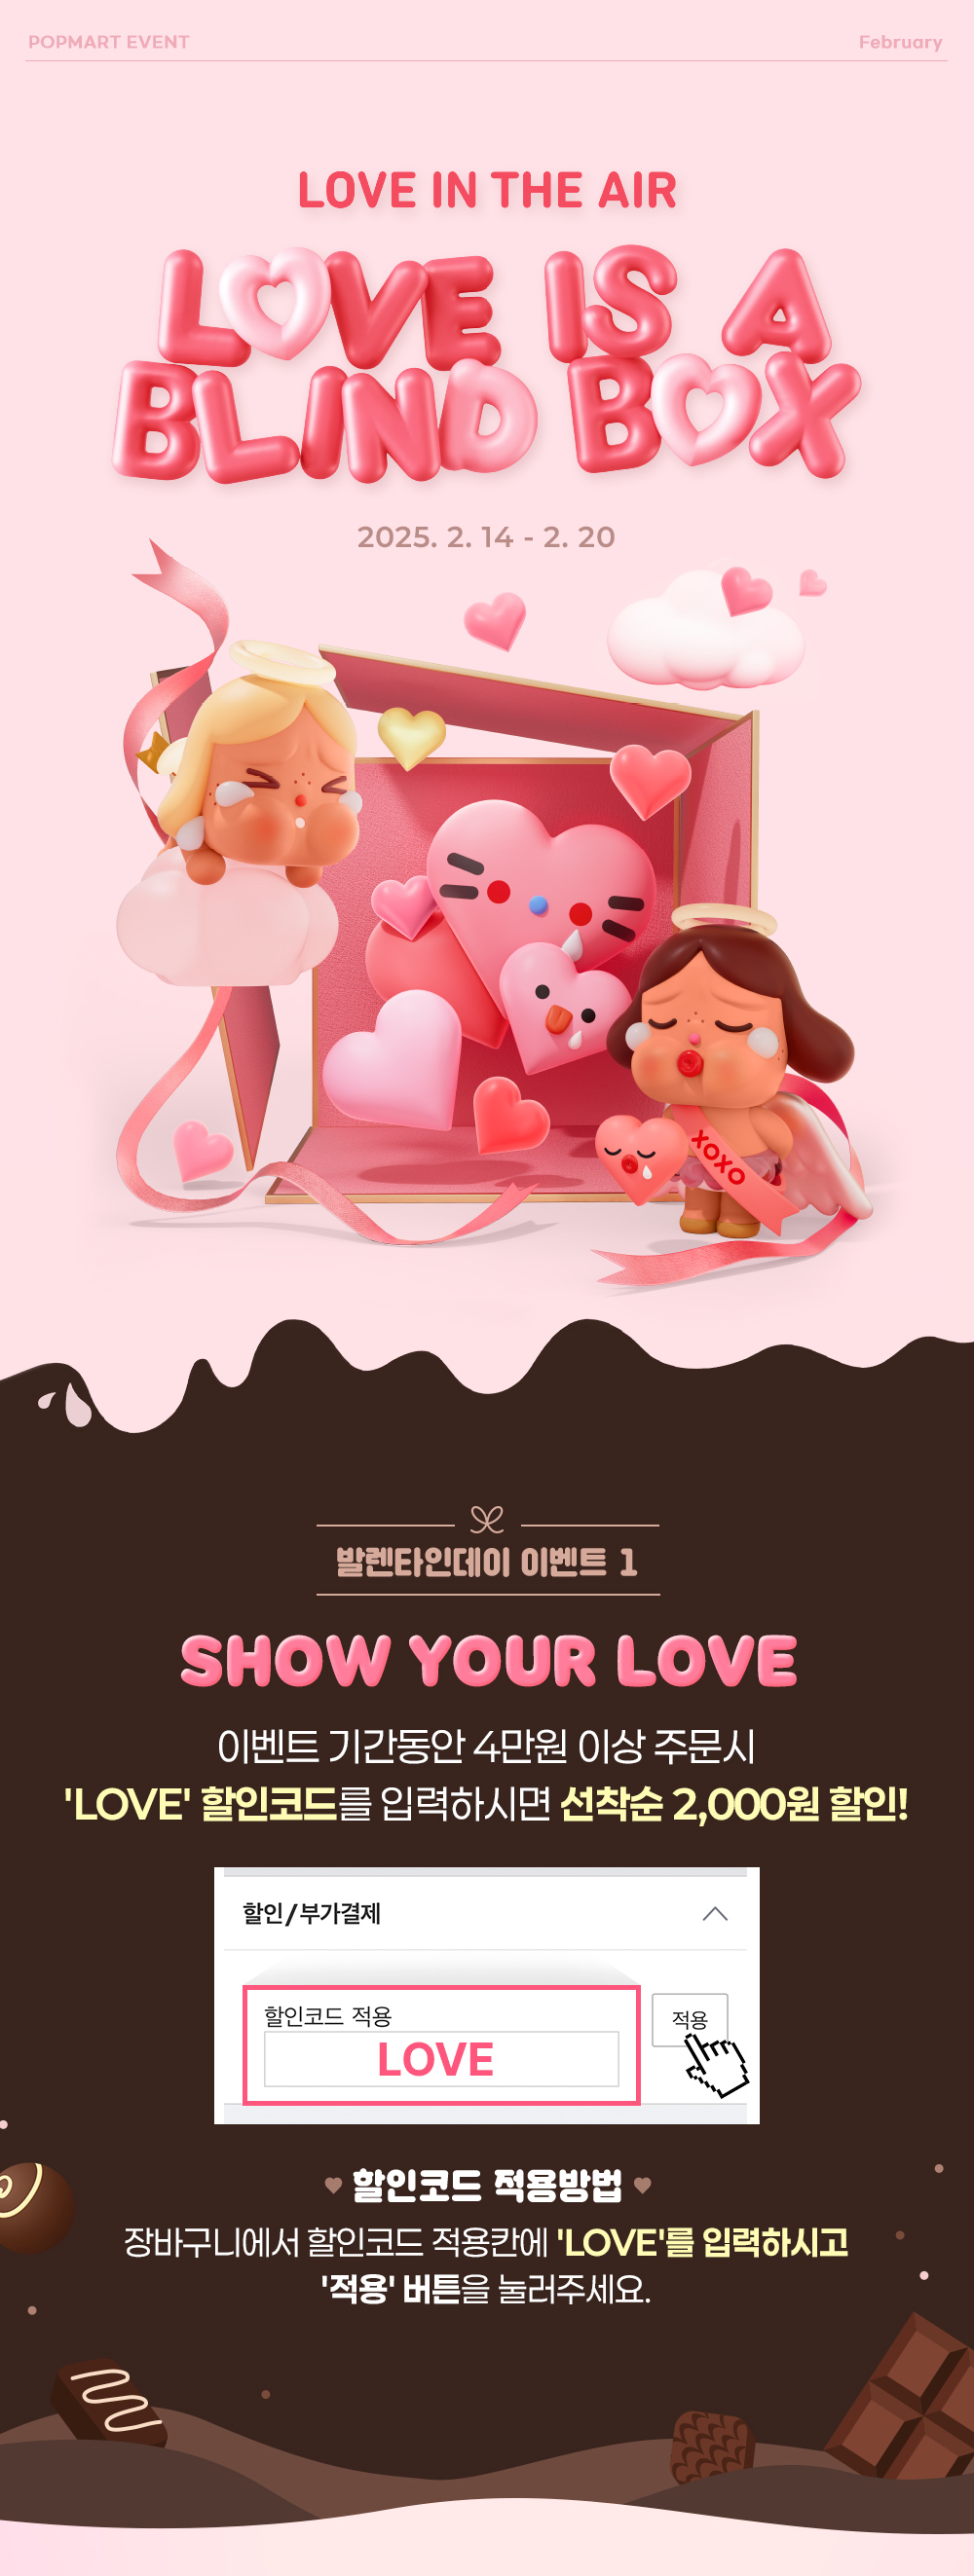 POPMART EVENT
February
LOVE IN THE AIR
LOVE IS A
BLIND BOX
2025. 2. 14 - 2. 20
XOXO
발렌타인데이 이벤트 1
SHOW YOUR LOVE
이벤트 기간동안 4만원 이상 주문시
'LOVE' 할인코드를 입력하시면 선착순 2,000원 할인!
할인/부가결제
할인코드 적용
LOVE
적용
할인코드 적용방법
장바구니에서 할인코드 적용칸에 'LOVE'를 입력하시고
'적용' 버튼을 눌러주세요.